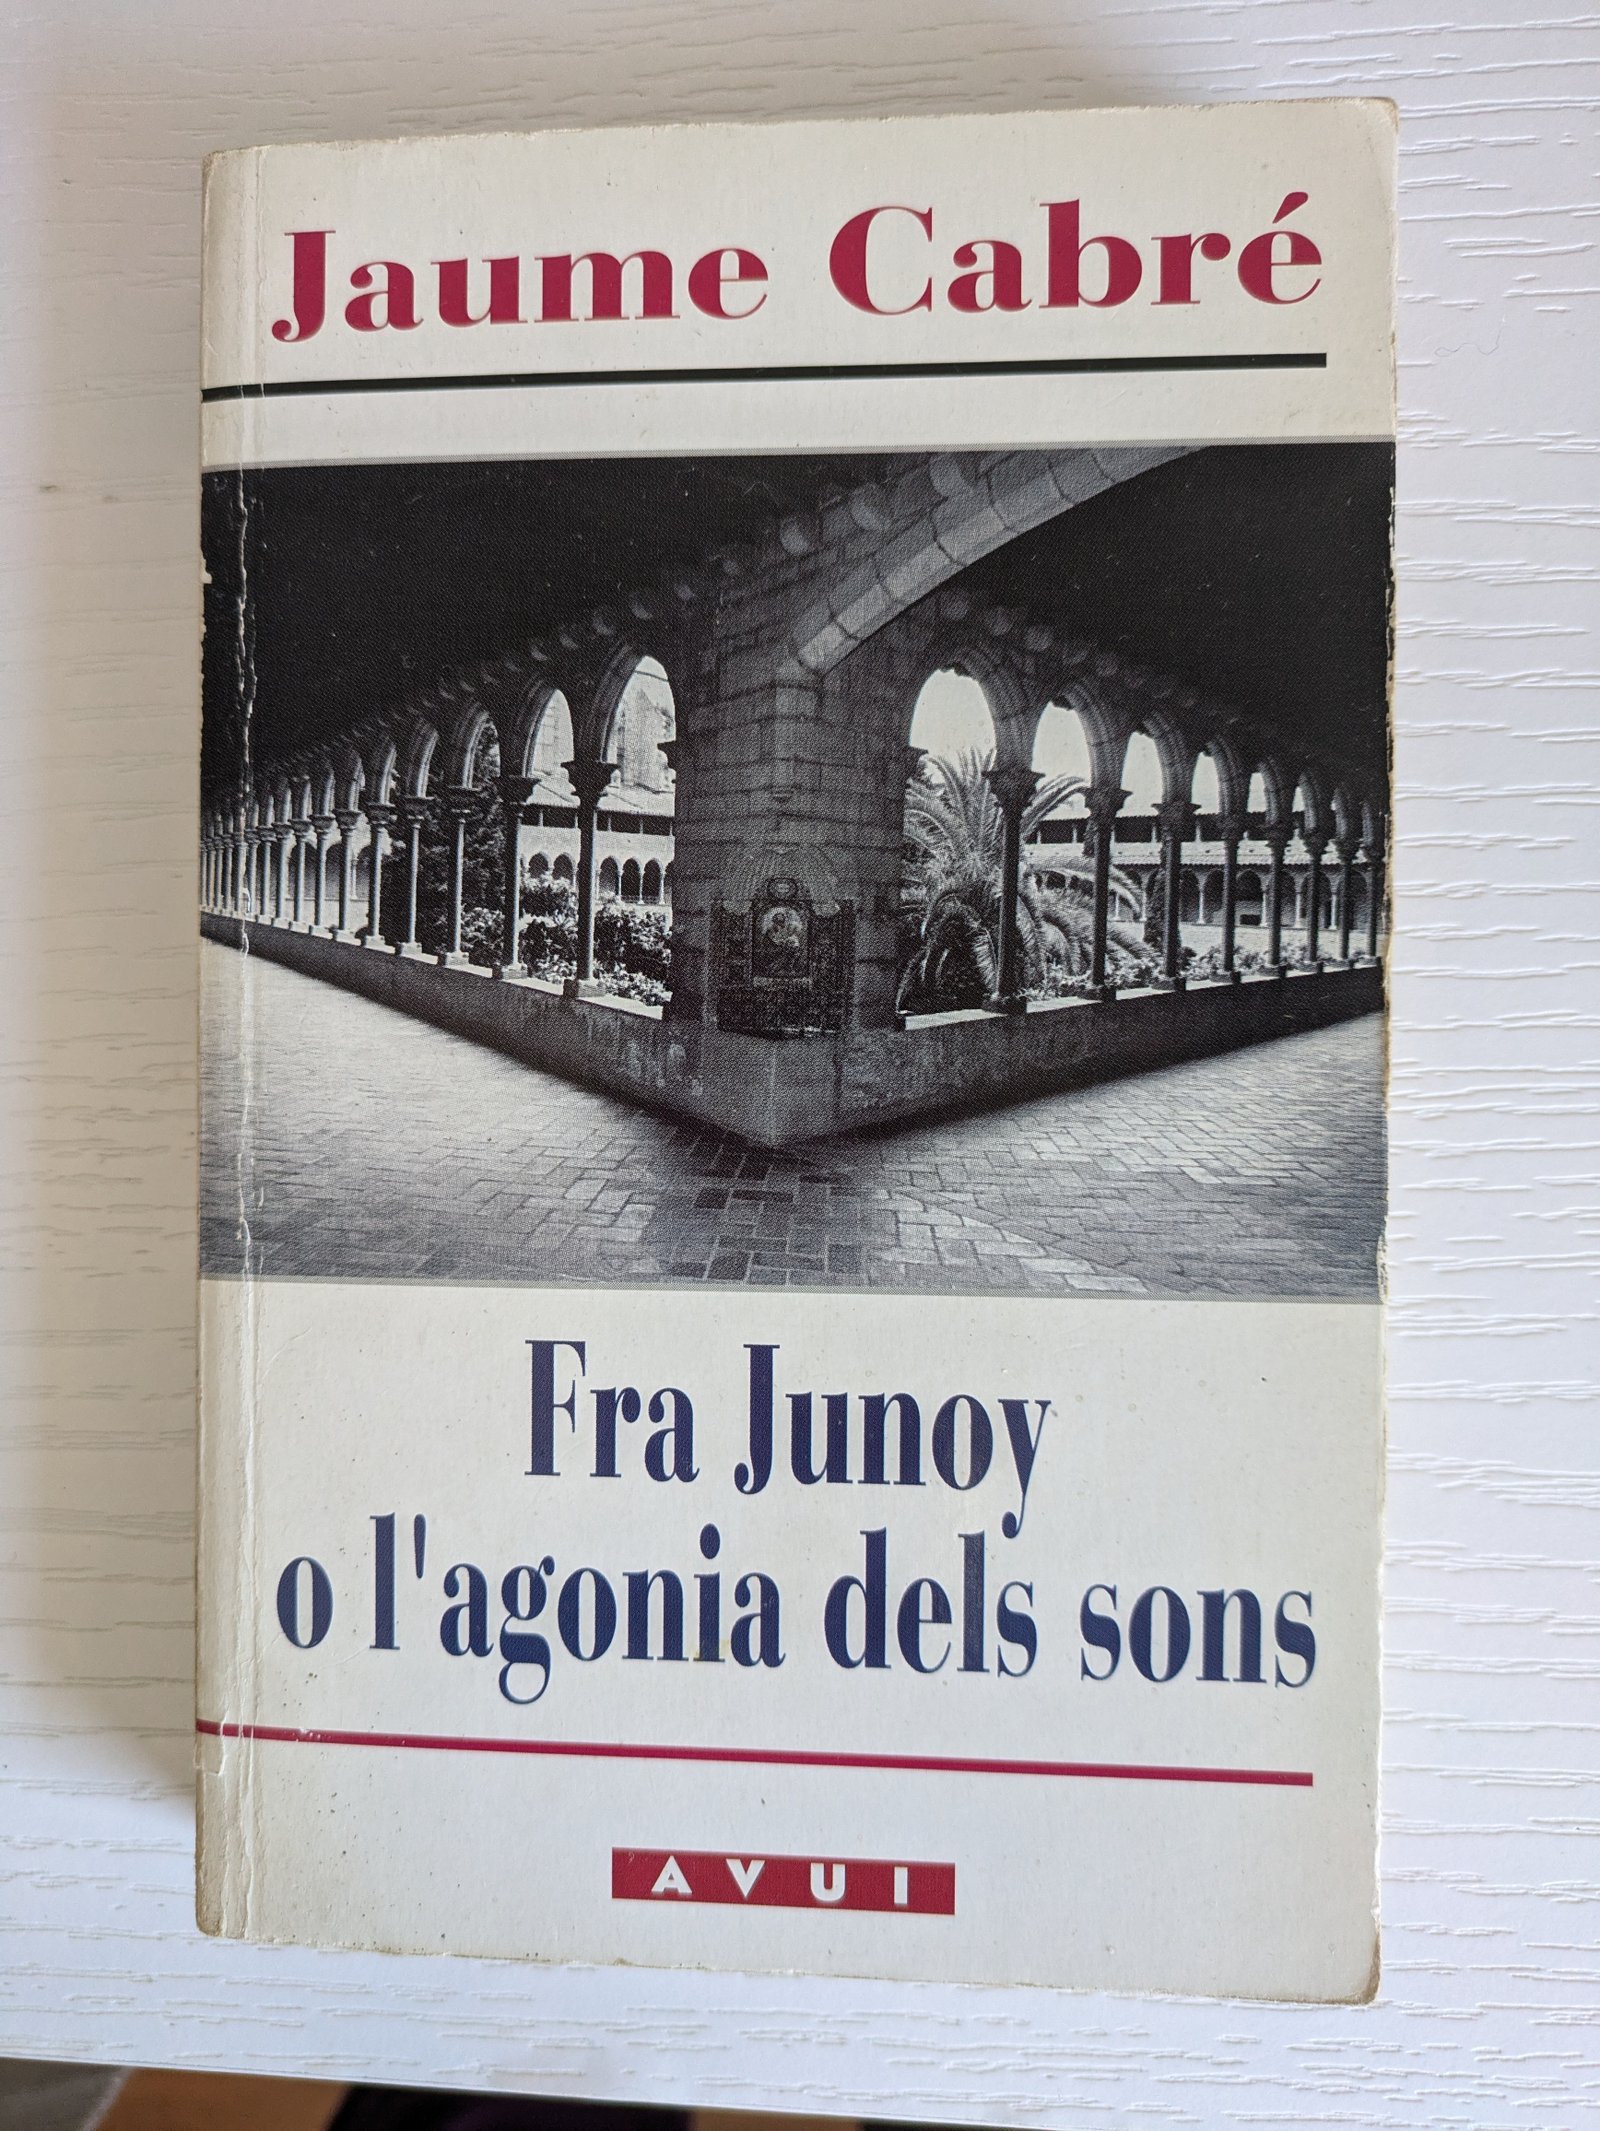 Jaume Cabré
Fra Junoy
o l'agonia dels sons
AVUI